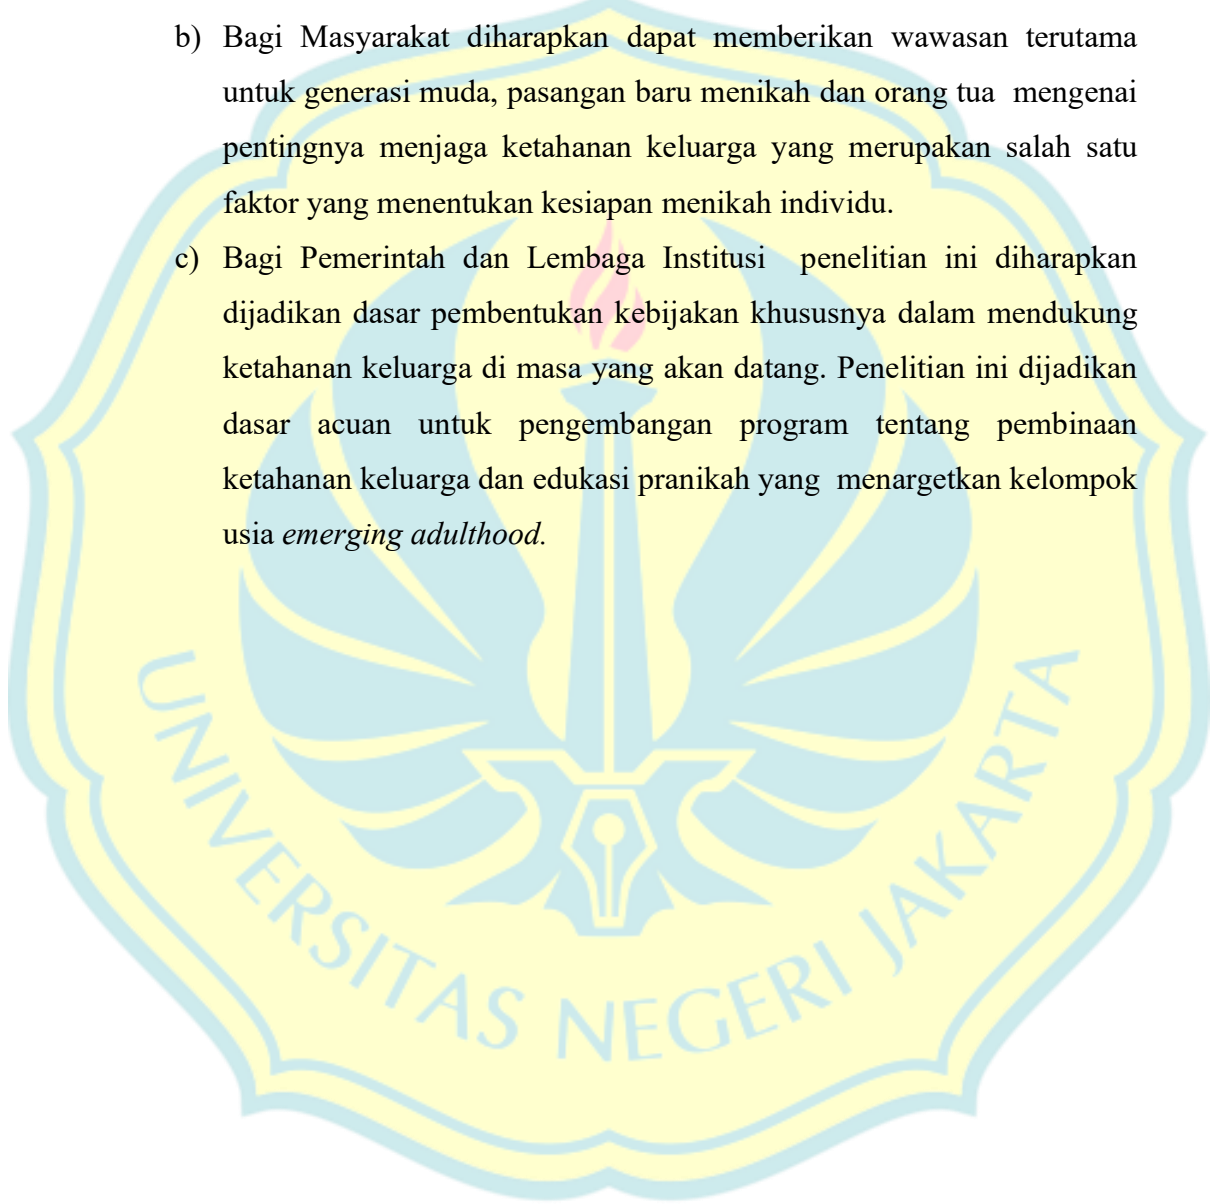 b) Bagi Masyarakat diharapkan dapat memberikan wawasan terutama
untuk generasi muda, pasangan baru menikah dan orang tua mengenai
pentingnya menjaga ketahanan keluarga yang merupakan salah satu
faktor yang menentukan kesiapan menikah individu.
c) Bagi Pemerintah dan Lembaga Institusi penelitian ini diharapkan
dijadikan dasar pembentukan kebijakan khususnya dalam mendukung
ketahanan keluarga di masa yang akan datang. Penelitian ini dijadikan
dasar acuan untuk pengembangan program tentang pembinaan
ketahanan keluarga dan edukasi pranikah yang menargetkan kelompok
usia emerging adulthood.
UNIVERSITAS NEGERI JAKARTA